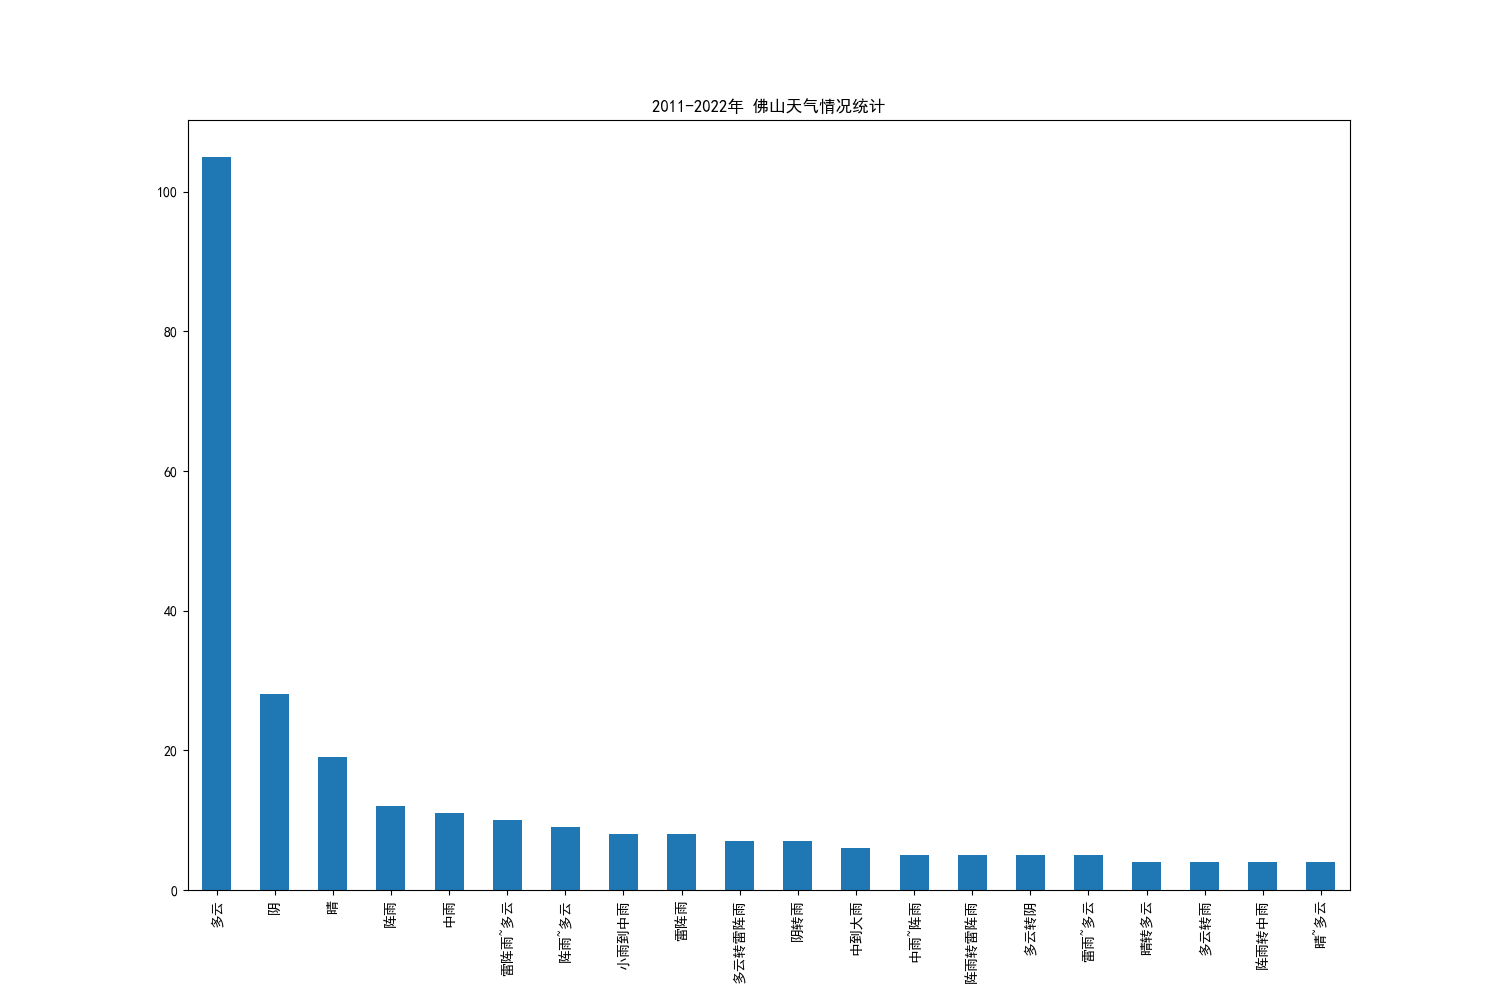 2011-2022年 佛山天气情况统计
100
80
60
40
20
0
多云
阴
晴
阵雨
中雨
雷阵雨~多云
阵雨~多云
小雨到中雨
雷阵雨
多云转雷阵雨
阴转雨
中到大雨
中雨~阵雨
阵雨转雷阵雨
多云转阴
雷雨~多云
晴转多云
多云转雨
阵雨转中雨
晴~多云